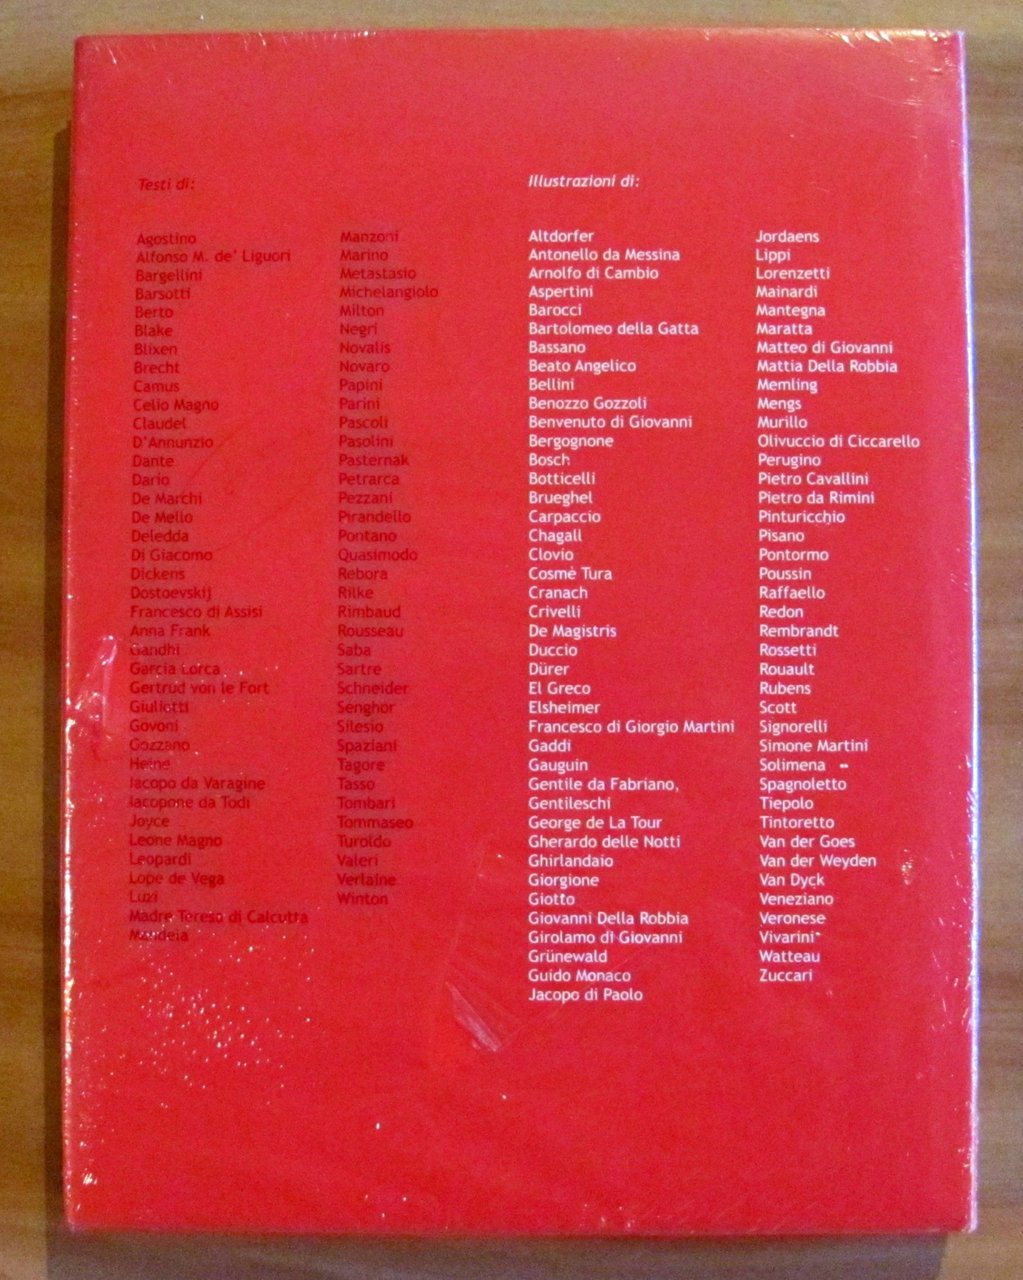 Testi di:
Agostino
Alfonso M. de' Liguori
Bargellini
Barsotti
Berto
Blake
Blixen
Brecht
Camus
Celio Magno
Claudel
D'Annunzio
Dante
Dario
De Marchi
De Mello
Deledda
Di Giacomo
Dickens
Dostoevskij
Francesco di Assisi
Anna Frank
Gandhi
Garcia Lorca
Gertrud von le Fort
Giuliotti
Govoni
Gozzano
Heine
Iacopo da Varagine
Iacopone da Todi
Joyce
Leone Magno
Leopardi
Lope de Vega
Luzi
Madre Teresa di Calcutta
Mandela
Manzoni
Marino
Metastasio
Michelangiolo
Milton
Negri
Novalis
Novaro
Papini
Parini
Pascoli
Pasolini
Pasternak
Petrarca
Pezzani
Pirandello
Pontano
Quasimodo
Rebora
Rilke
Rimbaud
Rousseau
Saba
Sartre
Schneider
Senghor
Silesio
Spaziani
Tagore
Tasso
Tombari
Tommaseo
Turoldo
Valeri
Verlaine
Winton
Illustrazioni di:
Altdorfer
Antonello da Messina
Arnolfo di Cambio
Aspertini
Barocci
Bartolomeo della Gatta
Bassano
Beato Angelico
Bellini
Benozzo Gozzoli
Benvenuto di Giovanni
Bergognone
Bosch
Botticelli
Brueghel
Carpaccio
Chagall
Clovio
Cosmè Tura
Cranach
Crivelli
De Magistris
Duccio
Dürer
El Greco
Elsheimer
Francesco di Giorgio Martini
Gaddi
Gauguin
Gentile da Fabriano,
Gentileschi
George de La Tour
Gherardo delle Notti
Ghirlandaio
Giorgione
Giotto
Giovanni Della Robbia
Girolamo di Giovanni
Grünewald
Guido Monaco
Jacopo di Paolo
Jordaens
Lippi
Lorenzetti
Mainardi
Mantegna
Maratta
Matteo di Giovanni
Mattia Della Robbia
Memling
Mengs
Murillo
Olivuccio di Ciccarello
Perugino
Pietro Cavallini
Pietro da Rimini
Pinturicchio
Pisano
Pontormo
Poussin
Raffaello
Redon
Rembrandt
Rossetti
Rouault
Rubens
Scott
Signorelli
Simone Martini
Solimena
Spagnoletto
Tiepolo
Tintoretto
Van der Goes
Van der Weyden
Van Dyck
Veneziano
Veronese
Vivarini
Watteau
Zuccari